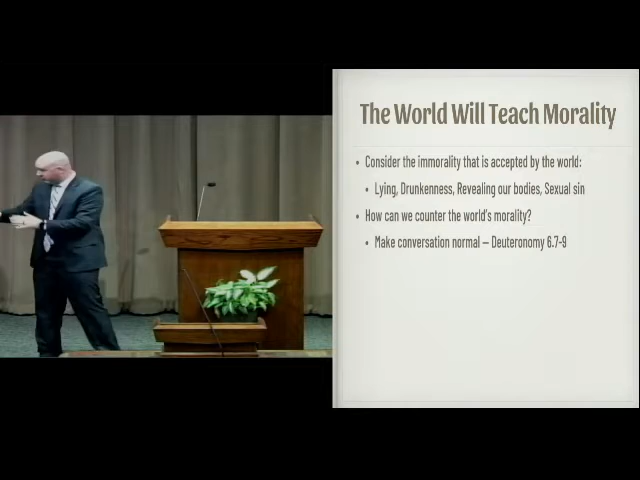 The World Will Teach Morality
• Consider the immorality that is accepted by the world:
• Lying, Drunkenness, Revealing our bodies, Sexual sin
• How can we counter the world's morality?
• Make conversation normal – Deuteronomy 6.7-9